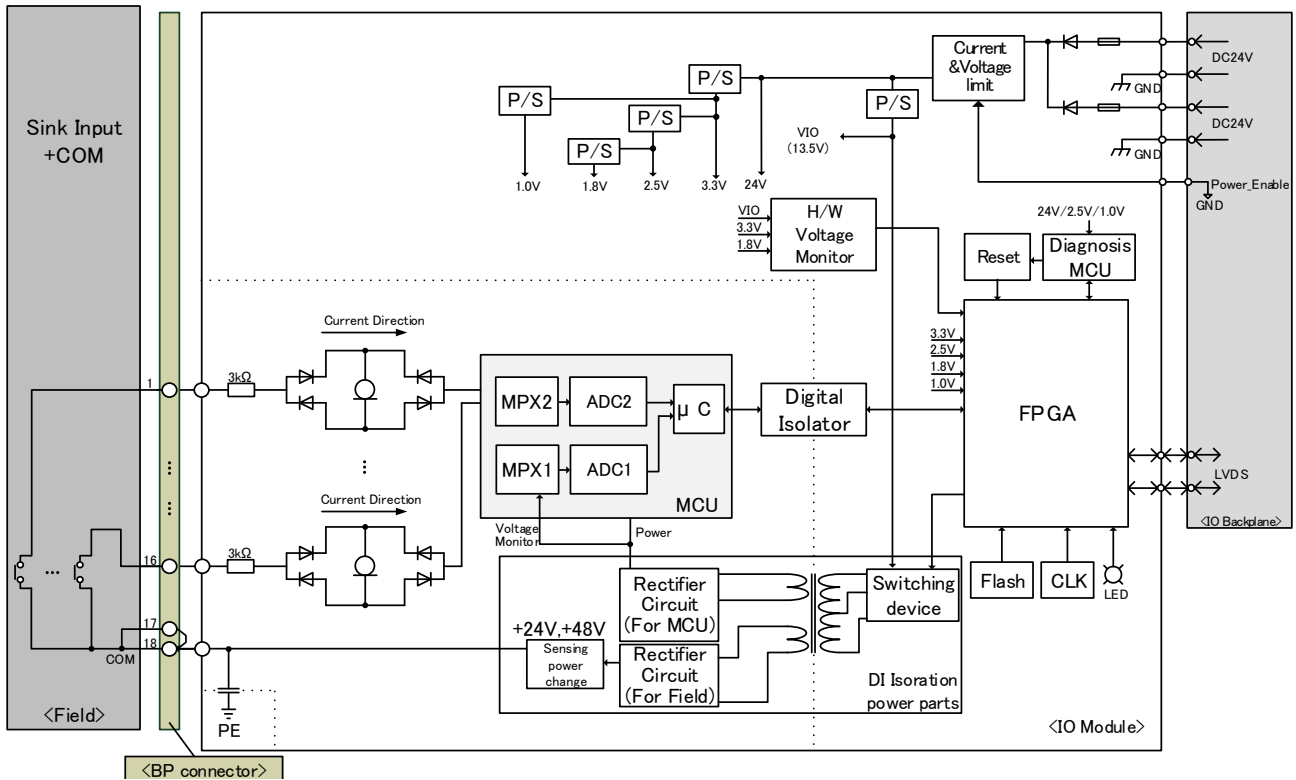 Sink Input
+COM
Current
&Voltage
limit
DC24V
GND
DC24V
GND
Power_Enable
GND
P/S
P/S
P/S
P/S
P/S
VIO
(13.5V)
1.0V
1.8V
2.5V
3.3V
24V
VIO
3.3V
1.8V
H/W
Voltage
Monitor
24V/2.5V/1.0V
Reset
Diagnosis
MCU
3.3V
2.5V
1.8V
1.0V
FPGA
LVDS
<IO Backplane>
Current Direction
1
3kΩ
MPX2
ADC2
μ C
MPX1
ADC1
MCU
Digital
Isolator
⋮
⋮
⋮
Current Direction
16
3kΩ
...
Voltage
Monitor
Power
Flash
CLK
LED
Rectifier
Circuit
(For MCU)
Switching
device
17
18
COM
+24V,+48V
Sensing
power
change
Rectifier
Circuit
(For Field)
DI Isoration
power parts
PE
<Field>
<IO Module>
<BP connector>